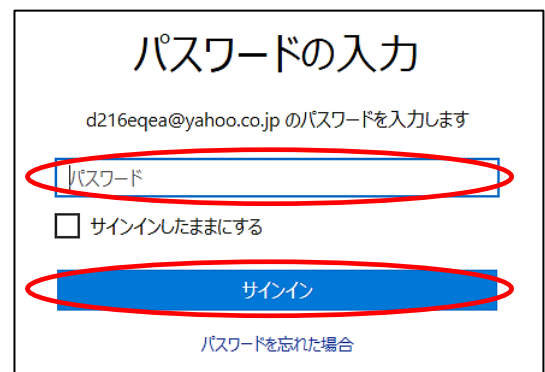 パスワードの入力
d216eqea@yahoo.co.jp のパスワードを入力します
パスワード
サインインしたままにする
サインイン
パスワードを忘れた場合